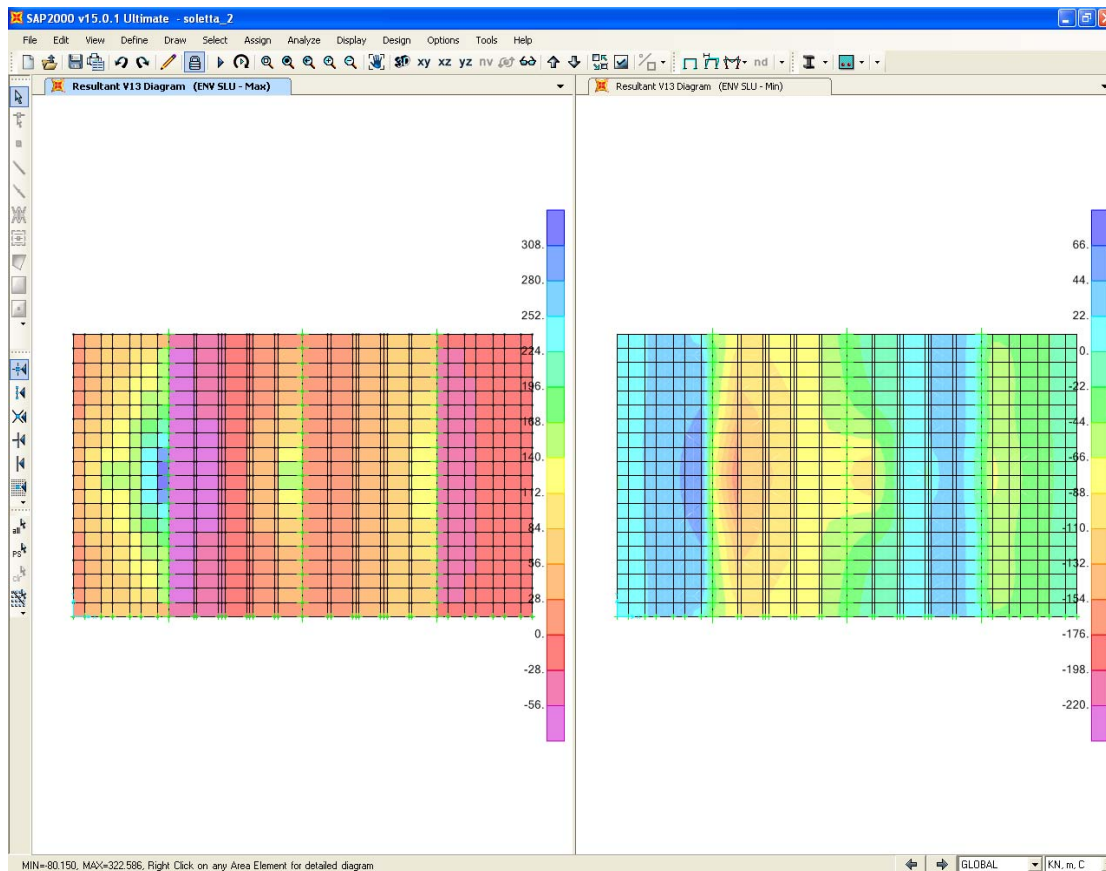 SAP2000 v15.0.1 Ultimate - soletta_2
File Edit View Define Draw Select Assign Analyze Display Design Options Tools Help
xy xz yz nv nd
Resultant V13 Diagram (ENV SLU - Max)
Resultant V13 Diagram (ENV SLU - Min)
308.
280.
252.
224.
196.
168.
140.
112.
84.
56.
28.
0.
-28.
-56.
66.
44.
22.
0.
-22.
-44.
-66.
-88.
-110.
-132.
-154.
-176.
-198.
-220.
all
PS
clr
MIN=-80.150, MAX=322.586, Right Click on any Area Element for detailed diagram
GLOBAL
KN, m, C